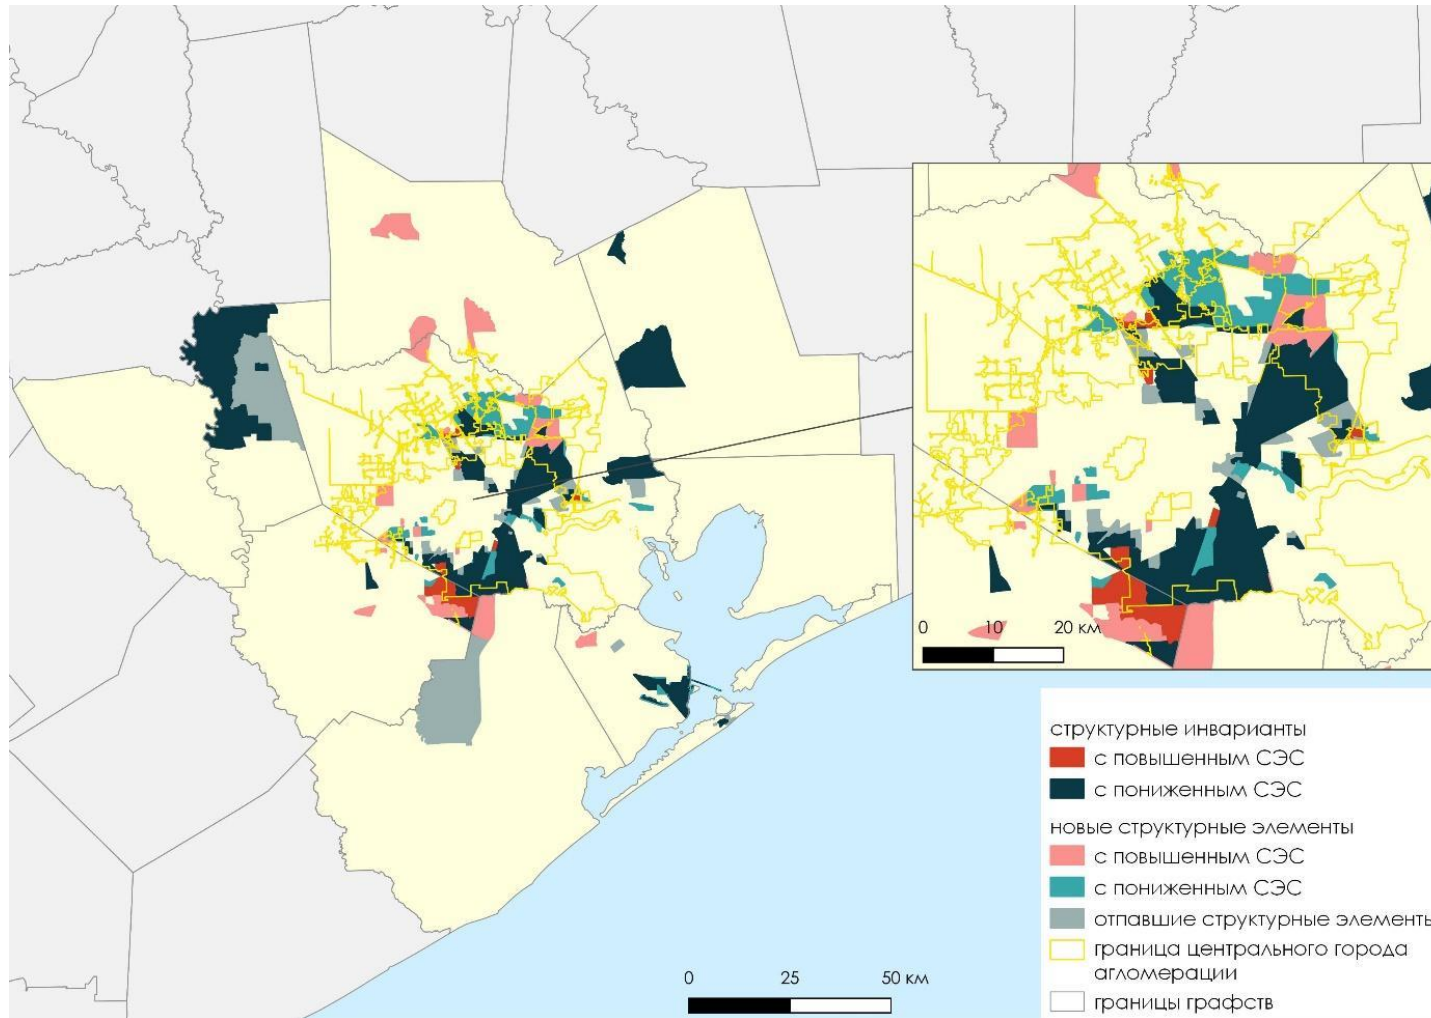 0 10 20 км
структурные инварианты
с повышенным СЭС
с пониженным СЭС
новые структурные элементы
с повышенным СЭС
с пониженным СЭС
отпавшие структурные элементы
граница центрального города
агломерации
границы графств
0 25 50 км